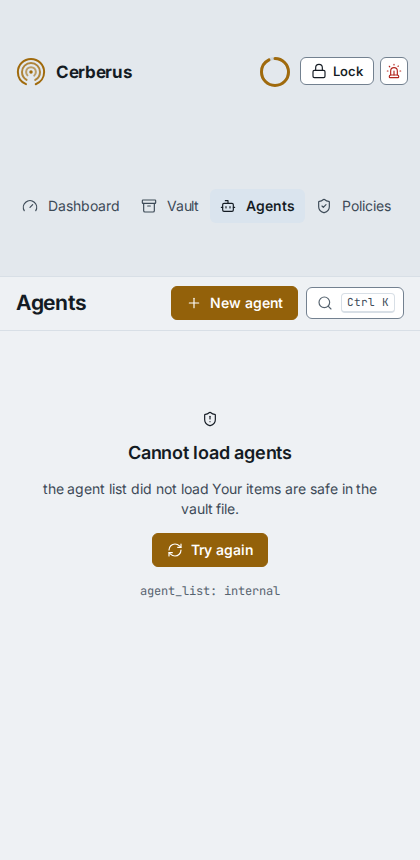 Cerberus
Lock
Dashboard
Vault
Agents
Policies
Agents
New agent
Ctrl K
Cannot load agents
the agent list did not load Your items are safe in the
vault file.
Try again
agent_list: internal